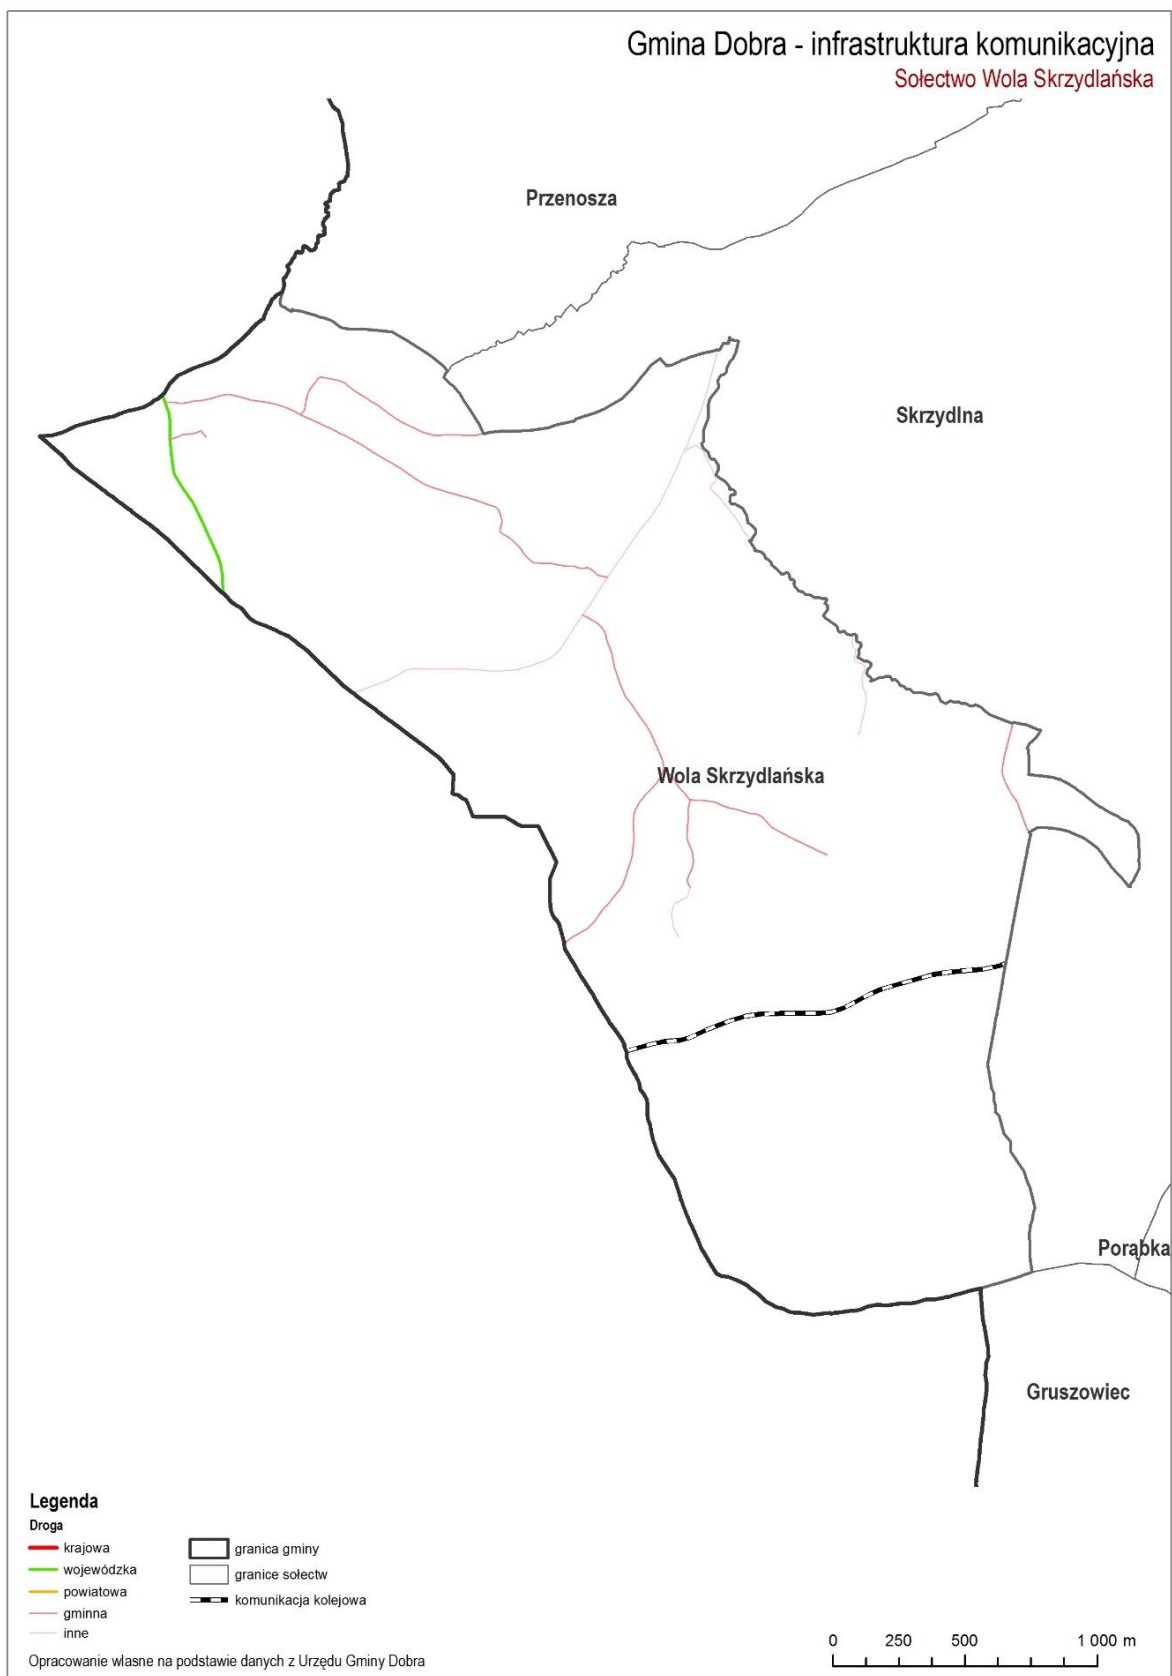 Gmina Dobra - infrastruktura komunikacyjna
Sołectwo Wola Skrzydlańska
Przenosza
Skrzydlna
Wola Skrzydlańska
Porąbka
Gruszowiec
Legenda
Droga
krajowa
wojewódzka
powiatowa
gminna
inne
granica gminy
granice sołectw
komunikacja kolejowa
0 250 500 1 000 m
Opracowanie własne na podstawie danych z Urzędu Gminy Dobra